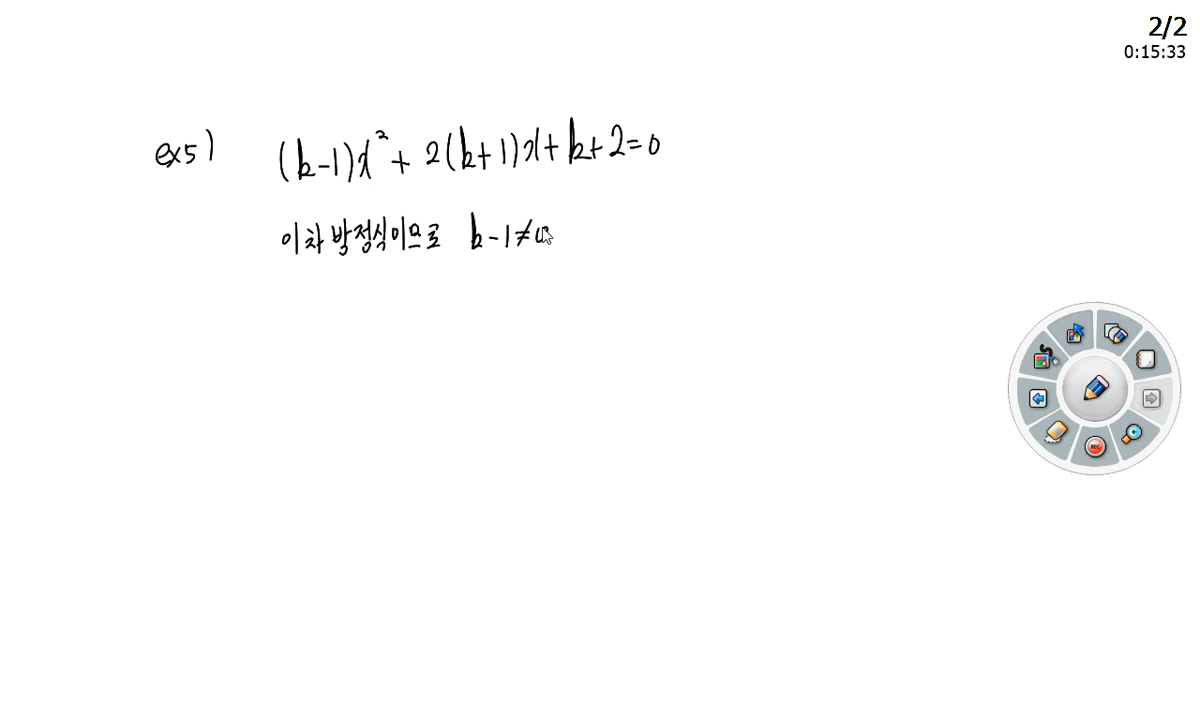 2/2
0:15:33
ex5) (k-1)x² + 2(k+1)x + k+2=0
이차방정식이므로 k-1≠0
REC